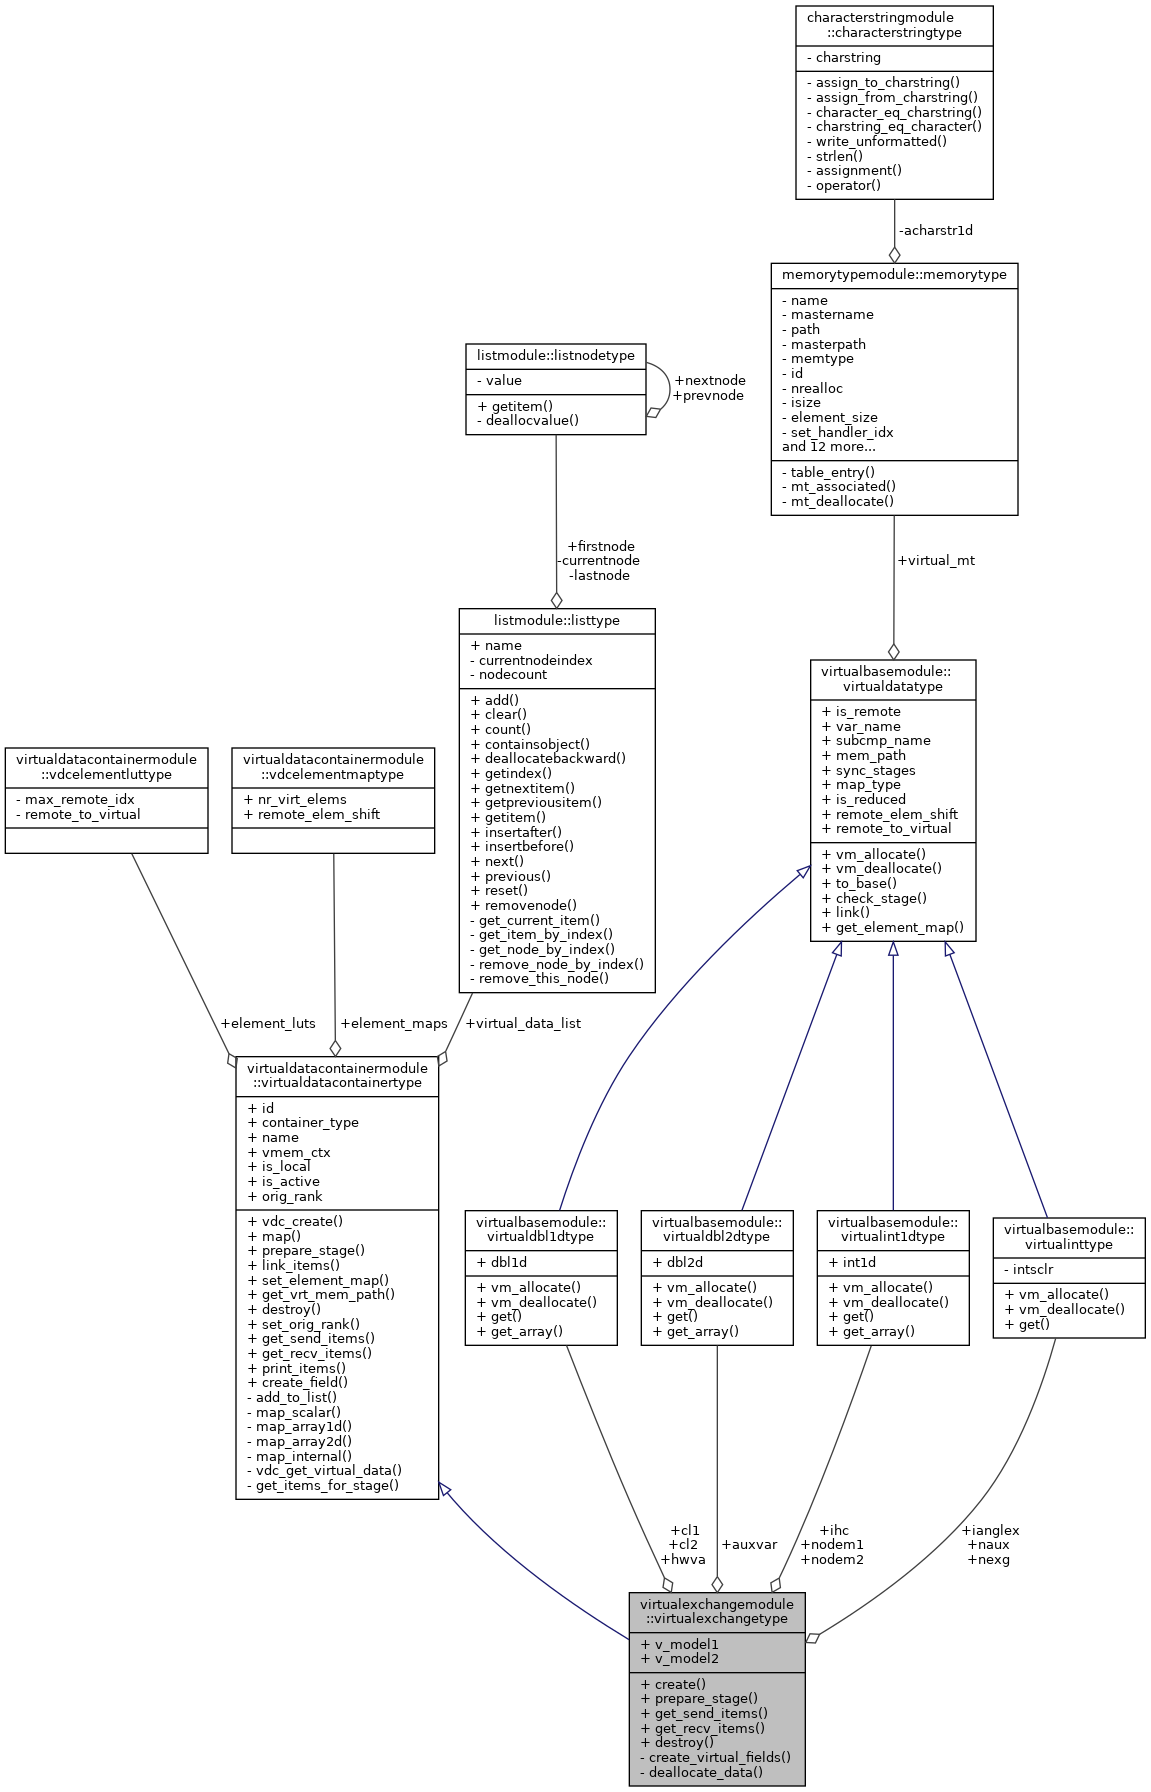 characterstringmodule
::characterstringtype
- charstring
- assign_to_charstring()
- assign_from_charstring()
- character_eq_charstring()
- charstring_eq_character()
- write_unformatted()
- strlen()
- assignment()
- operator()
-acharstr1d
memorytypemodule::memorytype
- name
- mastername
- path
- masterpath
- memtype
- id
- nrealloc
- isize
- element_size
- set_handler_idx
and 12 more...
- table_entry()
- mt_associated()
- mt_deallocate()
listmodule::listnodetype
- value
+ getitem()
- deallocvalue()
+nextnode
+prevnode
+firstnode
-currentnode
-lastnode
+virtual_mt
listmodule::listtype
+ name
- currentnodeindex
- nodecount
+ add()
+ clear()
+ count()
+ containsobject()
+ deallocatebackward()
+ getindex()
+ getnextitem()
+ getpreviousitem()
+ getitem()
+ insertafter()
+ insertbefore()
+ next()
+ previous()
+ reset()
+ removenode()
- get_current_item()
- get_item_by_index()
- get_node_by_index()
- remove_node_by_index()
- remove_this_node()
virtualbasemodule::
virtualdatatype
+ is_remote
+ var_name
+ subcmp_name
+ mem_path
+ sync_stages
+ map_type
+ is_reduced
+ remote_elem_shift
+ remote_to_virtual
+ vm_allocate()
+ vm_deallocate()
+ to_base()
+ check_stage()
+ link()
+ get_element_map()
virtualdatacontainermodule
::vdcelementluttype
- max_remote_idx
- remote_to_virtual
virtualdatacontainermodule
::vdcelementmaptype
+ nr_virt_elems
+ remote_elem_shift
+element_luts
+element_maps
+virtual_data_list
virtualdatacontainermodule
::virtualdatacontainertype
+ id
+ container_type
+ name
+ vmem_ctx
+ is_local
+ is_active
+ orig_rank
+ vdc_create()
+ map()
+ prepare_stage()
+ link_items()
+ set_element_map()
+ get_vrt_mem_path()
+ destroy()
+ set_orig_rank()
+ get_send_items()
+ get_recv_items()
+ print_items()
+ create_field()
- add_to_list()
- map_scalar()
- map_array1d()
- map_array2d()
- map_internal()
- vdc_get_virtual_data()
- get_items_for_stage()
virtualbasemodule::
virtualdbl1dtype
+ dbl1d
+ vm_allocate()
+ vm_deallocate()
+ get()
+ get_array()
virtualbasemodule::
virtualdbl2dtype
+ dbl2d
+ vm_allocate()
+ vm_deallocate()
+ get()
+ get_array()
virtualbasemodule::
virtualint1dtype
+ int1d
+ vm_allocate()
+ vm_deallocate()
+ get()
+ get_array()
virtualbasemodule::
virtualinttype
- intsclr
+ vm_allocate()
+ vm_deallocate()
+ get()
+cl1
+cl2
+hwva
+auxvar
+ihc
+nodem1
+nodem2
+ianglex
+naux
+nexg
virtualexchangemodule
::virtualexchangetype
+ v_model1
+ v_model2
+ create()
+ prepare_stage()
+ get_send_items()
+ get_recv_items()
+ destroy()
- create_virtual_fields()
- deallocate_data()